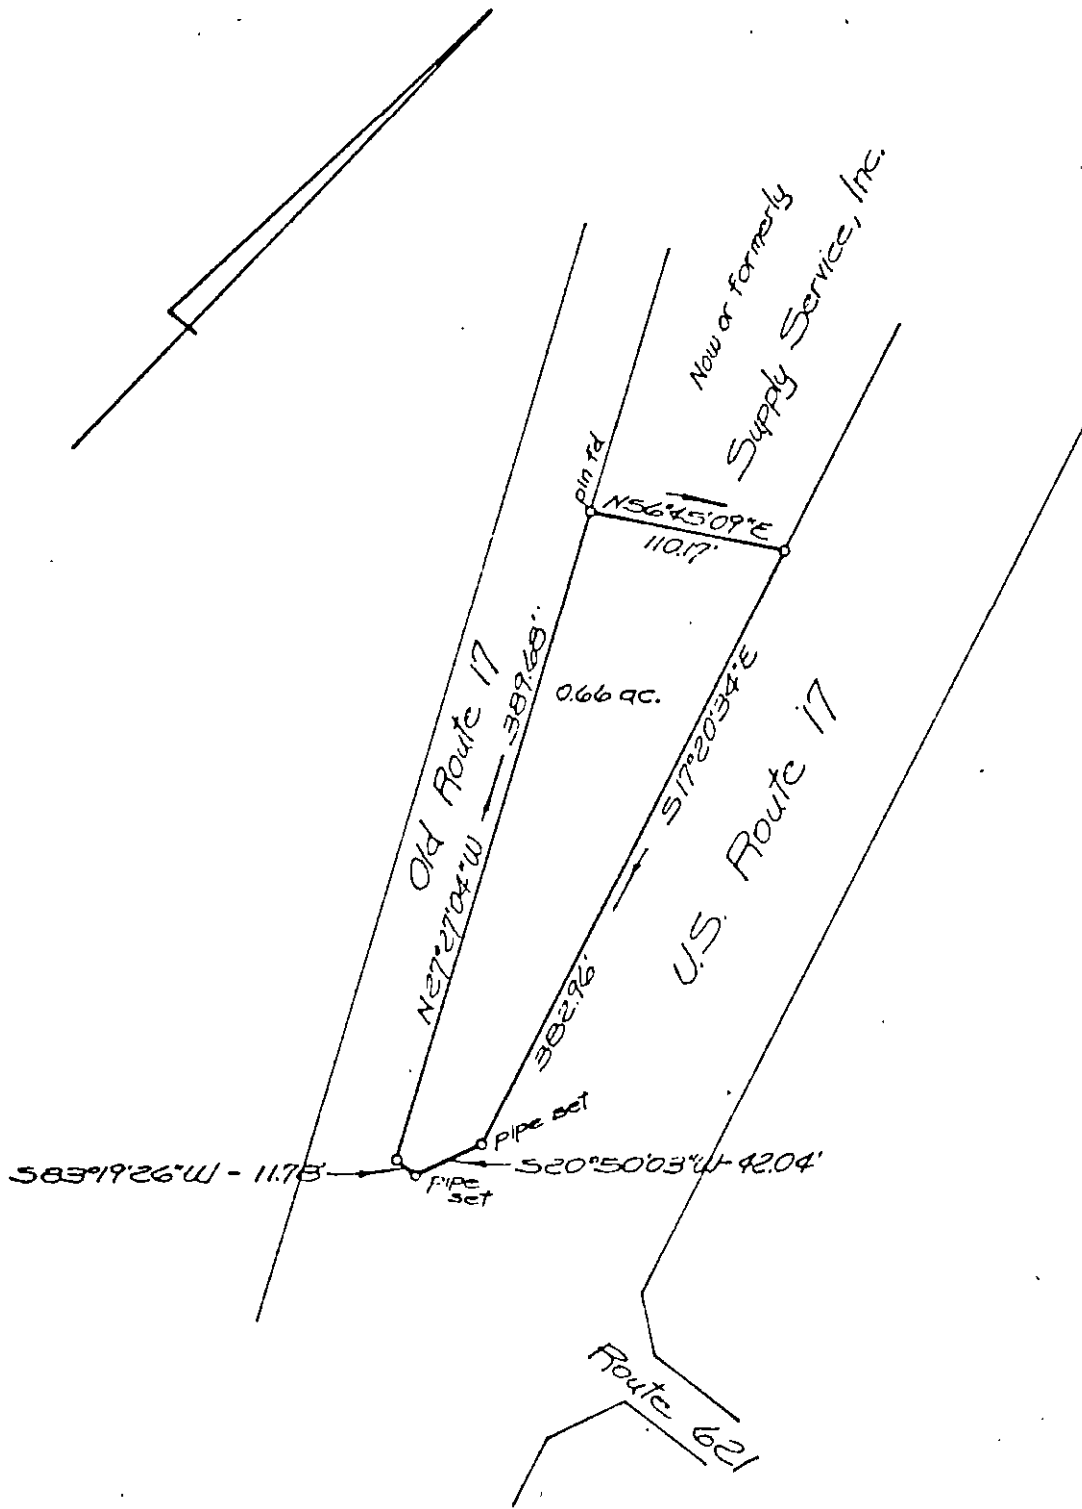 Now or formerly
Supply Service, Inc.
pin fd
N56°45'09"E
110.17'
Old Route 17
N27°27'04"W
389.68'
0.66 ac.
S17°20'34"E
382.96'
U.S. Route 17
pipe set
S83°19'26"W - 11.78'
S20°50'03"W - 42.04'
pipe
set
Route 621